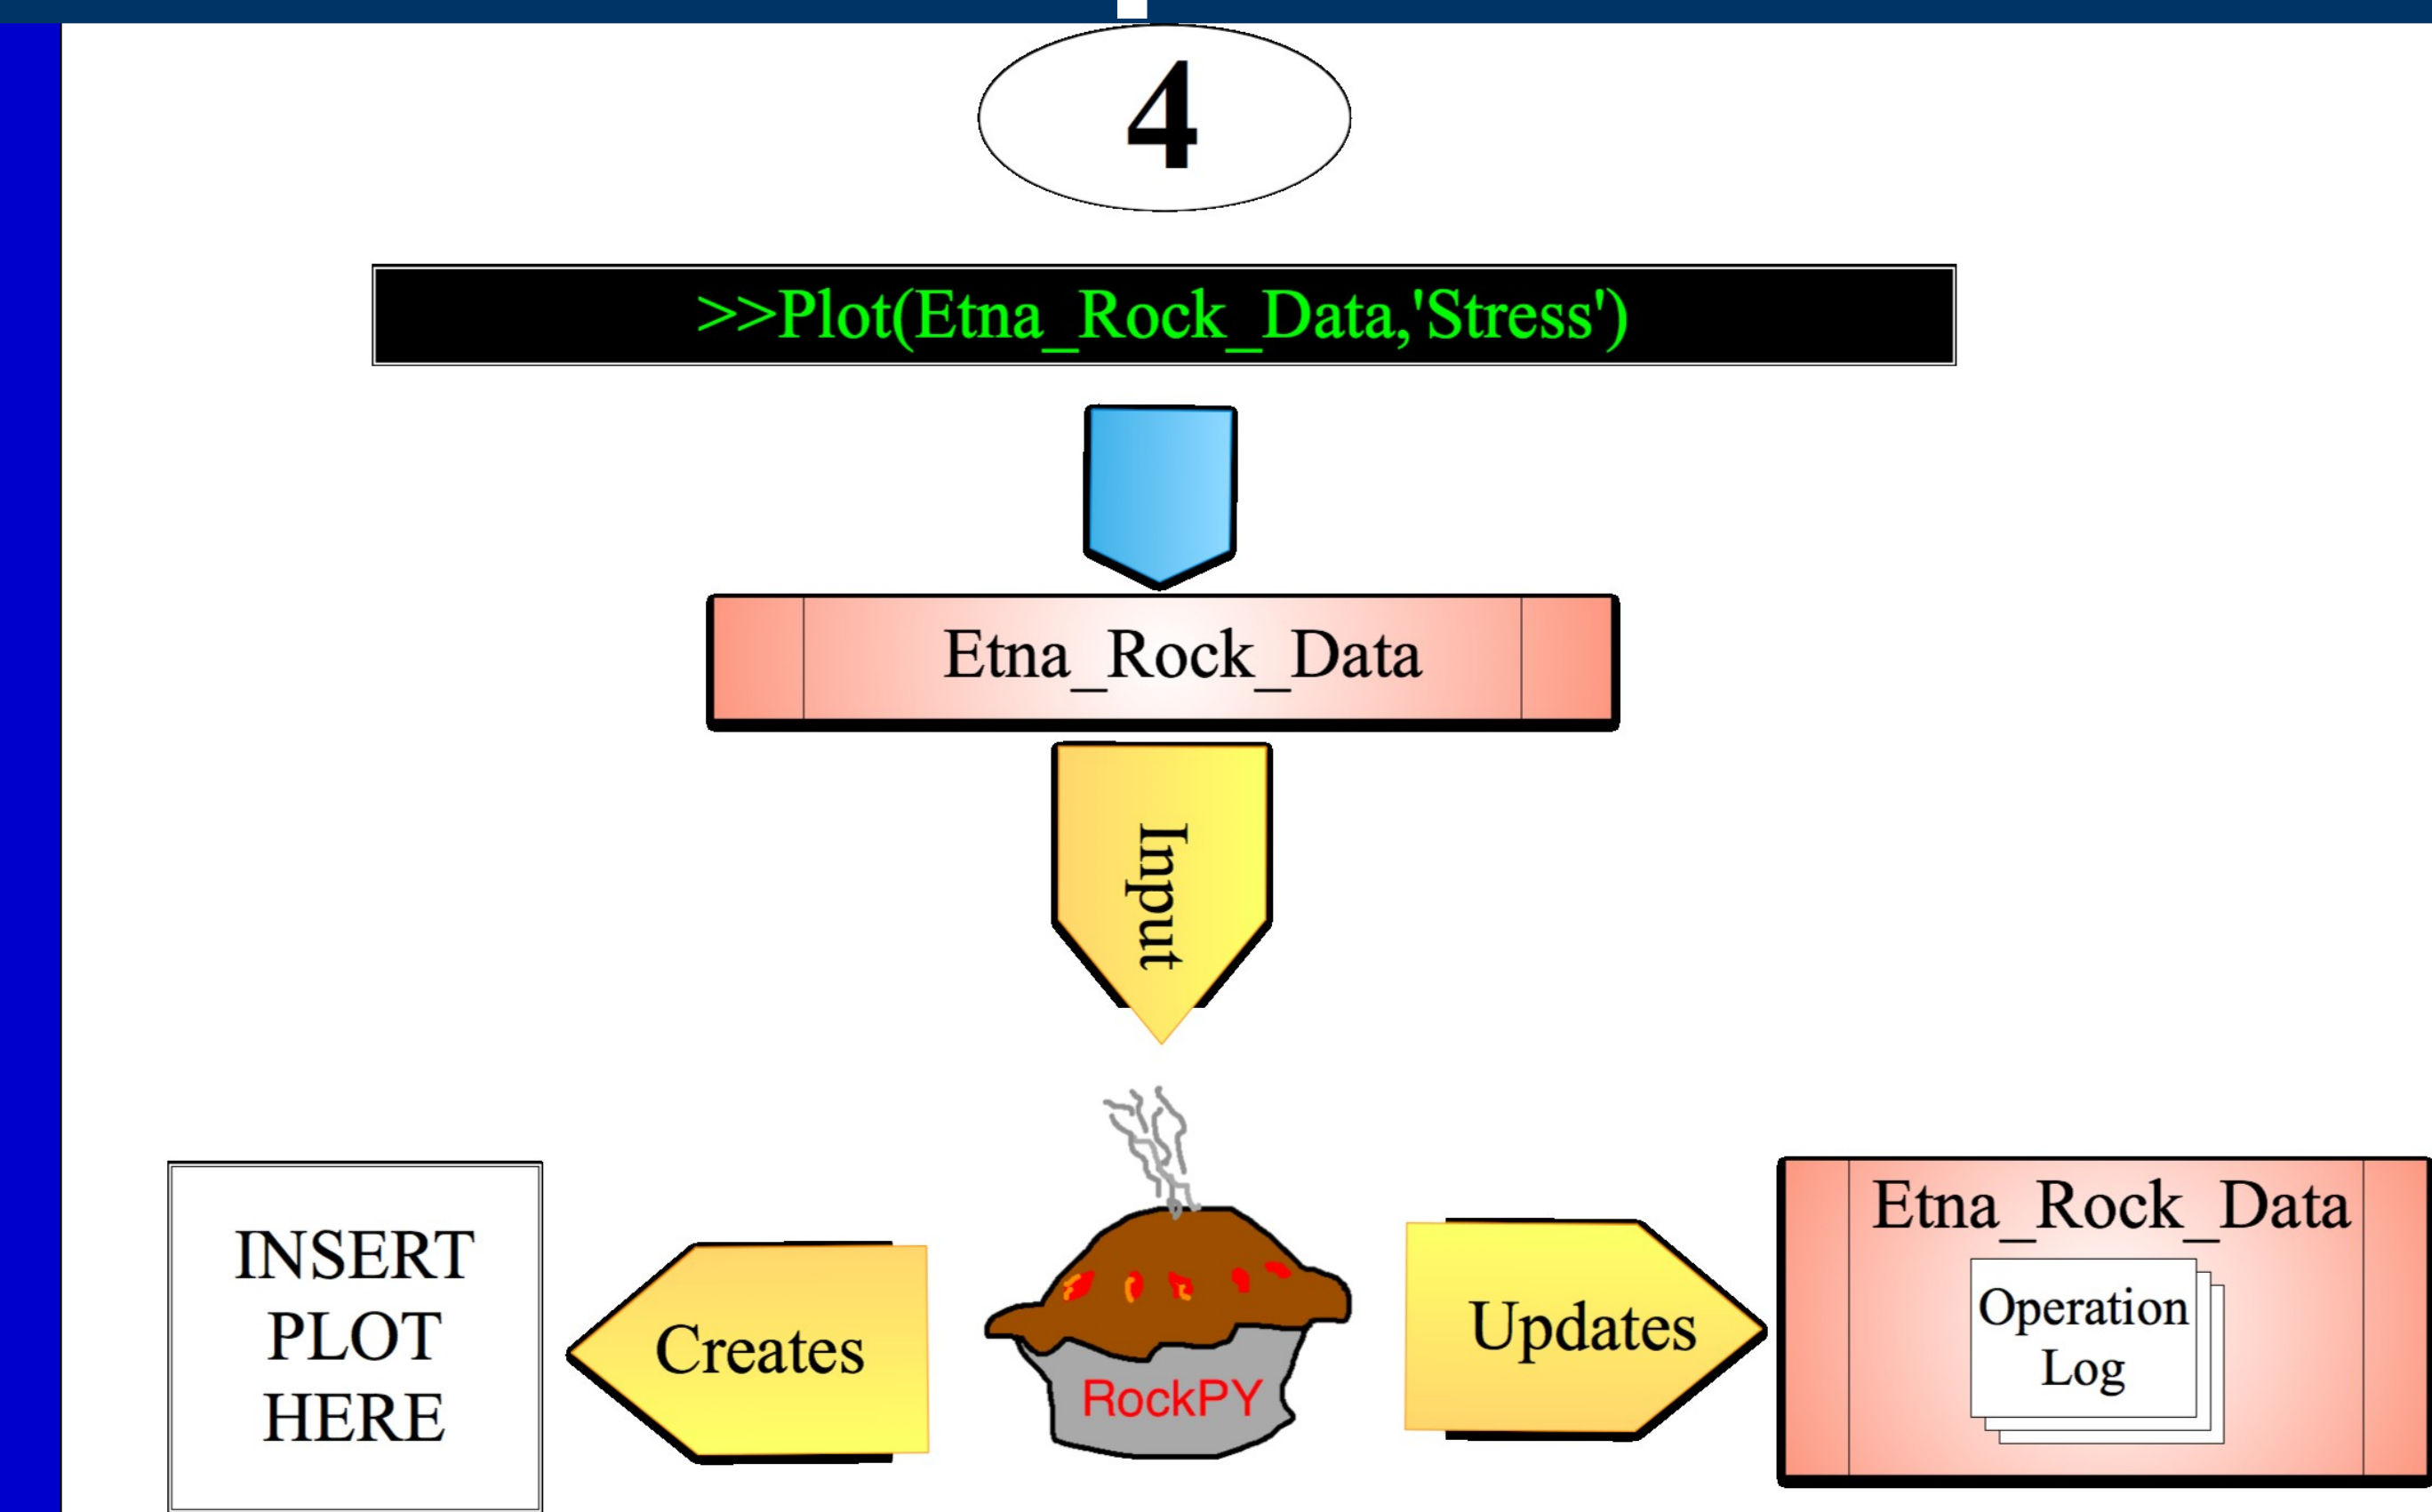 4
>>Plot(Etna_Rock_Data,'Stress')
Etna_Rock_Data
Input
INSERT
PLOT
HERE
Creates
RockPY
Updates
Etna_Rock_Data
Operation
Log